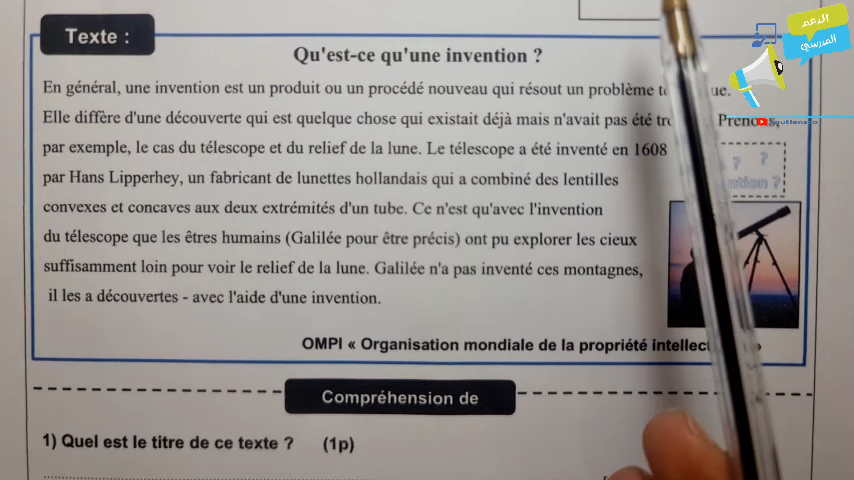 الدعم
المدرسي
Texte :
Qu'est-ce qu'une invention ?
En général, une invention est un produit ou un procédé nouveau qui résout un problème
Elle diffère d'une découverte qui est quelque chose qui existait déjà mais n'avait pas été
par exemple, le cas du télescope et du relief de la lune. Le télescope a été inventé en 1608
? ?
par Hans Lipperhey, un fabricant de lunettes hollandais qui a combiné des lentilles
convexes et concaves aux deux extrémités d'un tube. Ce n'est qu'avec l'invention
du télescope que les êtres humains (Galilée pour être précis) ont pu explorer les cieux
suffisamment loin pour voir le relief de la lune. Galilée n'a pas inventé ces montagnes,
il les a découvertes - avec l'aide d'une invention.
OMPI « Organisation mondiale de la propriété »
Compréhension de
1) Quel est le titre de ce texte ? (1p)